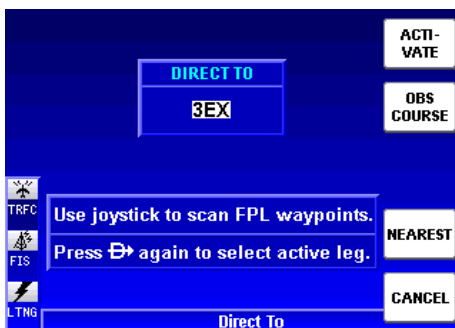 ACTI-
VATE
DIRECT TO
3EX
OBS
COURSE
TRFC
Use joystick to scan FPL waypoints.
Press D→ again to select active leg.
NEAREST
FIS
LTNG
CANCEL
Direct To